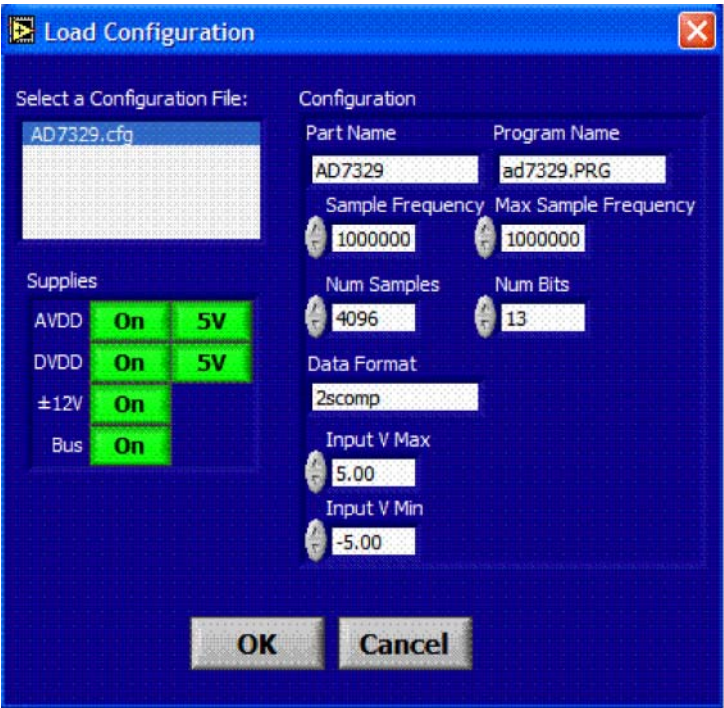 Load Configuration
Select a Configuration File:
AD7329.cfg
Supplies
AVDD On 5V
DVDD On 5V
±12V On
Bus On
Configuration
Part Name Program Name
AD7329 ad7329.PRG
Sample Frequency Max Sample Frequency
1000000 1000000
Num Samples Num Bits
4096 13
Data Format
2scomp
Input V Max
5.00
Input V Min
-5.00
OK Cancel